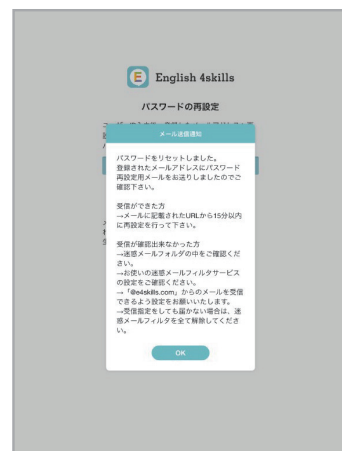 English 4skills
パスワードの再設定
メール送信通知
パスワードをリセットしました。
登録されたメールアドレスにパスワード
再設定用メールをお送りしましたのでご
確認下さい。
受信ができた方
→メールに記載されたURLから15分以内
に再設定を行って下さい。
受信が確認出来なかった方
→迷惑メールフォルダの中をご確認くだ
さい。
→お使いの迷惑メールフィルタサービス
の設定をご確認ください。
→「@e4skills.com」からのメールを受信
できるよう設定をお願いいたします。
→受信指定をしても届かない場合は、迷
惑メールフィルタを全て解除してくださ
い。
OK